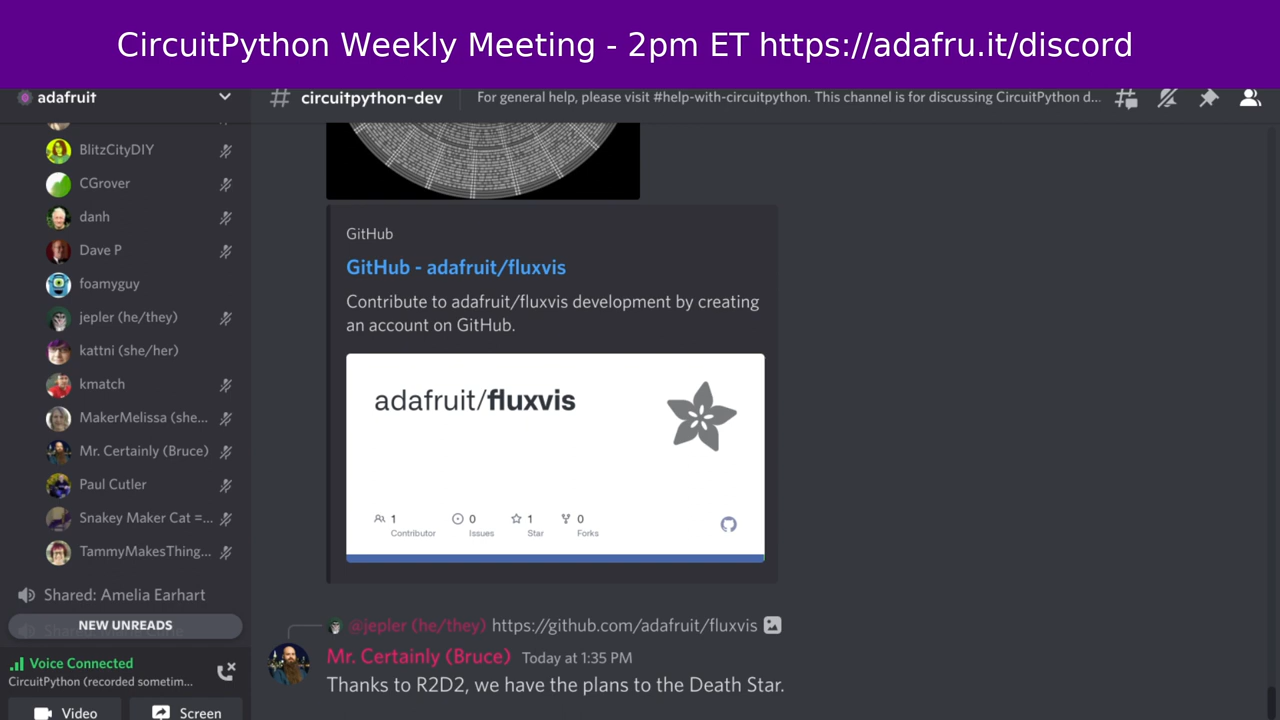 CircuitPython Weekly Meeting - 2pm ET https://adafru.it/discord
adafruit
circuitpython-dev
For general help, please visit #help-with-circuitpython. This channel is for discussing CircuitPython d...
BlitzCityDIY
CGrover
danh
Dave P
foamyguy
jepler (he/they)
kattni (she/her)
kmatch
MakerMelissa (she...
Mr. Certainly (Bruce)
Paul Cutler
Snakey Maker Cat =...
TammyMakesThing...
Shared: Amelia Earhart
NEW UNREADS
Voice Connected
CircuitPython (recorded sometim...
Video
Screen
GitHub
GitHub - adafruit/fluxvis
Contribute to adafruit/fluxvis development by creating
an account on GitHub.
adafruit/fluxvis
1
Contributor
0
Issues
1
Star
0
Forks
@jepler (he/they) https://github.com/adafruit/fluxvis
Mr. Certainly (Bruce) Today at 1:35 PM
Thanks to R2D2, we have the plans to the Death Star.